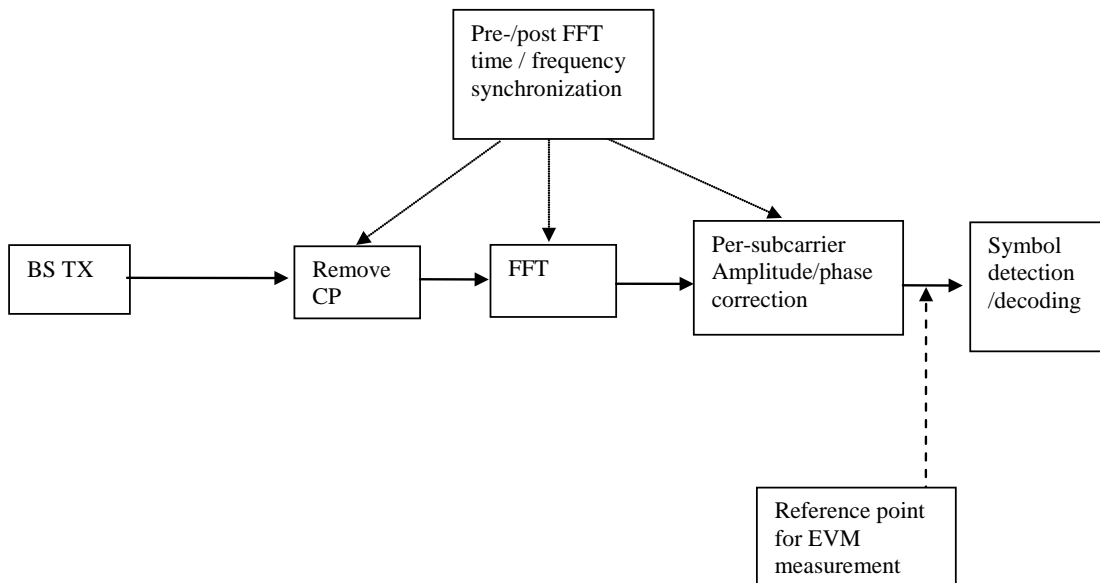 Pre-/post FFT
time / frequency
synchronization
BS TX
Remove
CP
FFT
Per-subcarrier
Amplitude/phase
correction
Symbol
detection
/decoding
Reference point
for EVM
measurement